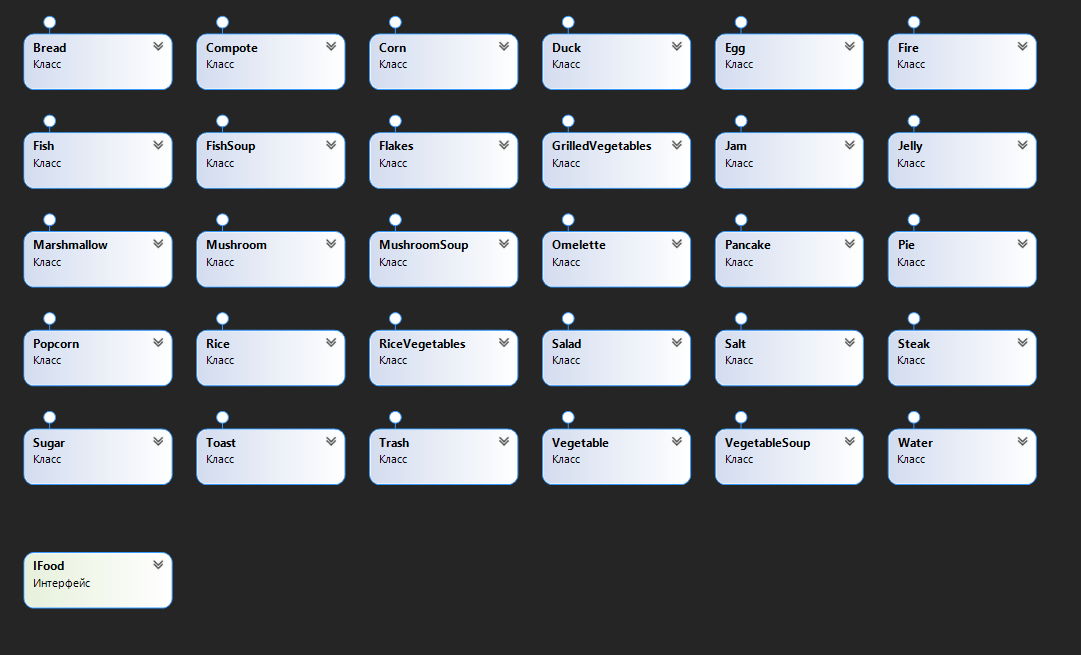 Bread
Класс
Compote
Класс
Corn
Класс
Duck
Класс
Egg
Класс
Fire
Класс
Fish
Класс
FishSoup
Класс
Flakes
Класс
GrilledVegetables
Класс
Jam
Класс
Jelly
Класс
Marshmallow
Класс
Mushroom
Класс
MushroomSoup
Класс
Omelette
Класс
Pancake
Класс
Pie
Класс
Popcorn
Класс
Rice
Класс
RiceVegetables
Класс
Salad
Класс
Salt
Класс
Steak
Класс
Sugar
Класс
Toast
Класс
Trash
Класс
Vegetable
Класс
VegetableSoup
Класс
Water
Класс
IFood
Интерфейс